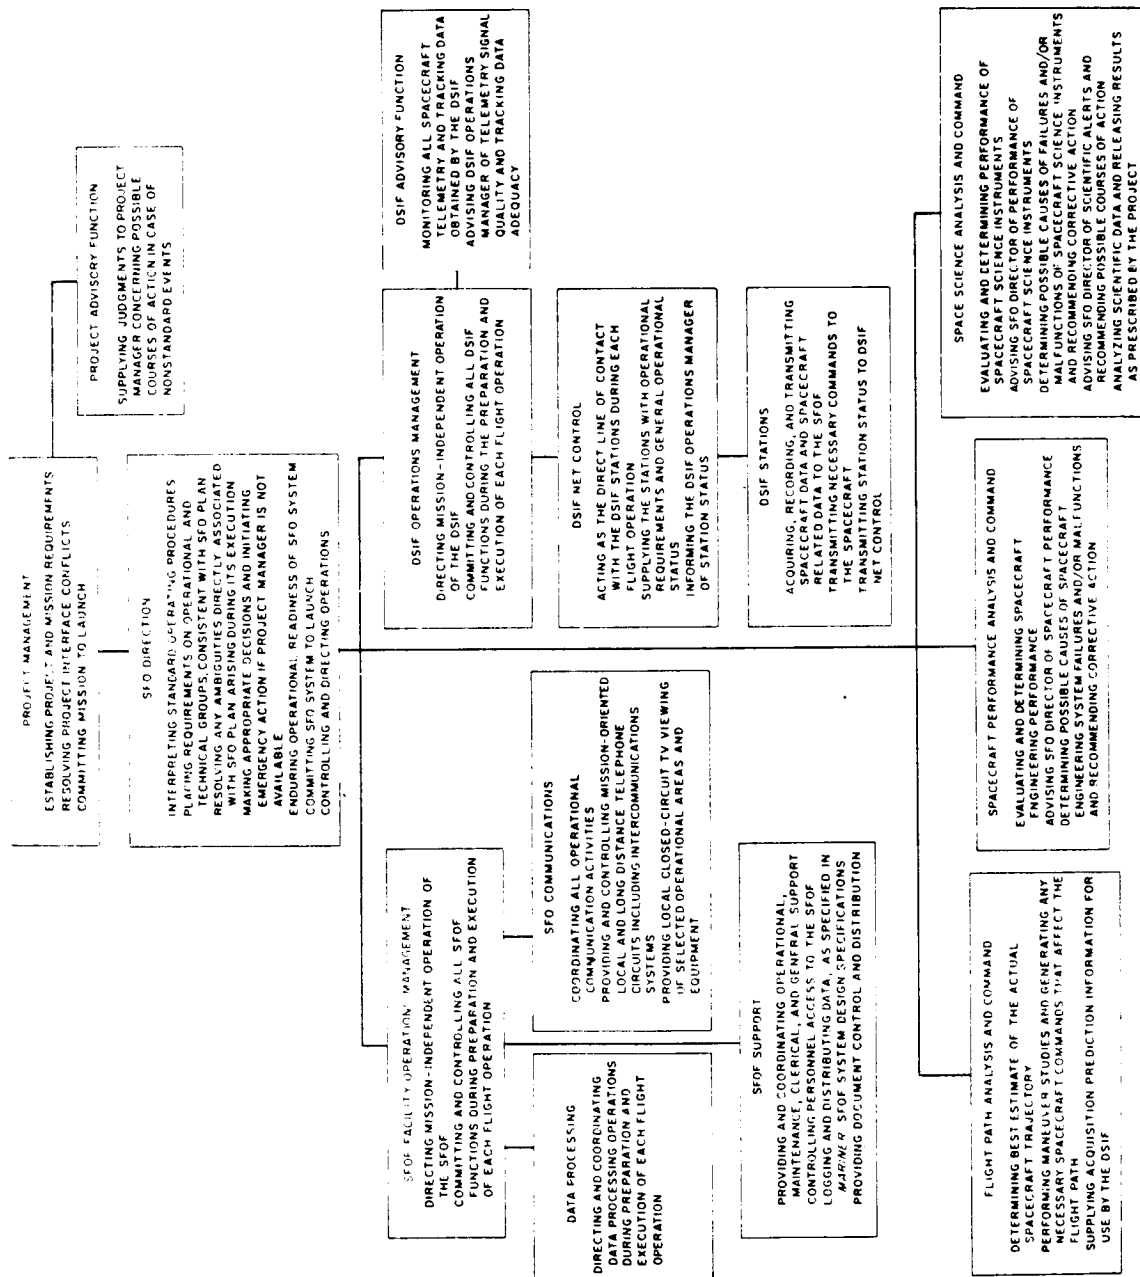 PROJECT MANAGEMENT
ESTABLISHING PROJECT AND MISSION REQUIREMENTS
RESOLVING PROJECT INTERFACE CONFLICTS
COMMITTING MISSION TO LAUNCH
PROJECT ADVISORY FUNCTION
SUPPLYING JUDGMENTS TO PROJECT
MANAGER CONCERNING POSSIBLE
COURSES OF ACTION IN CASE OF
NONSTANDARD EVENTS
SFO DIRECTION
INTERPRETING STANDARD OPERATING PROCEDURES
PLACING REQUIREMENTS ON OPERATIONAL AND
TECHNICAL GROUPS, CONSISTENT WITH SFO PLAN
RESOLVING ANY AMBIGUITIES DIRECTLY ASSOCIATED
WITH SFO PLAN ARISING DURING ITS EXECUTION
MAKING APPROPRIATE DECISIONS AND INITIATING
EMERGENCY ACTION IF PROJECT MANAGER IS NOT
AVAILABLE
ENDURING OPERATIONAL READINESS OF SFO SYSTEM
COMMITTING SFO SYSTEM TO LAUNCH
CONTROLLING AND DIRECTING OPERATIONS
SFOF FACILITY OPERATION MANAGEMENT
DIRECTING MISSION-INDEPENDENT OPERATION OF
THE SFOF
COMMITTING AND CONTROLLING ALL SFOF
FUNCTIONS DURING PREPARATION AND EXECUTION
OF EACH FLIGHT OPERATION
DSIF OPERATIONS MANAGEMENT
DIRECTING MISSION-INDEPENDENT OPERATION
OF THE DSIF
COMMITTING AND CONTROLLING ALL DSIF
FUNCTIONS DURING THE PREPARATION AND
EXECUTION OF EACH FLIGHT OPERATION
DSIF ADVISORY FUNCTION
MONITORING ALL SPACECRAFT
TELEMETRY AND TRACKING DATA
OBTAINED BY THE DSIF
ADVISING DSIF OPERATIONS
MANAGER OF TELEMETRY SIGNAL
QUALITY AND TRACKING DATA
ADEQUACY
DATA PROCESSING
DIRECTING AND COORDINATING
DATA PROCESSING OPERATIONS
DURING PREPARATION AND
EXECUTION OF EACH FLIGHT
OPERATION
SFO COMMUNICATIONS
COORDINATING ALL OPERATIONAL
COMMUNICATION ACTIVITIES
PROVIDING AND CONTROLLING MISSION-ORIENTED
LOCAL AND LONG DISTANCE TELEPHONE
CIRCUITS INCLUDING INTERCOMMUNICATIONS
SYSTEMS
PROVIDING LOCAL CLOSED-CIRCUIT TV VIEWING
OF SELECTED OPERATIONAL AREAS AND
EQUIPMENT
DSIF NET CONTROL
ACTING AS THE DIRECT LINE OF CONTACT
WITH THE DSIF STATIONS DURING EACH
FLIGHT OPERATION
SUPPLYING THE STATIONS WITH OPERATIONAL
REQUIREMENTS AND GENERAL OPERATIONAL
STATUS
INFORMING THE DSIF OPERATIONS MANAGER
OF STATION STATUS
SFOF SUPPORT
PROVIDING AND COORDINATING OPERATIONAL,
MAINTENANCE, CLERICAL, AND GENERAL SUPPORT
CONTROLLING PERSONNEL ACCESS TO THE SFOF
LOGGING AND DISTRIBUTING DATA, AS SPECIFIED IN
MARINER SFOF SYSTEM DESIGN SPECIFICATIONS
PROVIDING DOCUMENT CONTROL AND DISTRIBUTION
DSIF STATIONS
ACQUIRING, RECORDING, AND TRANSMITTING
SPACECRAFT DATA AND SPACECRAFT
RELATED DATA TO THE SFOF
TRANSMITTING NECESSARY COMMANDS TO
THE SPACECRAFT
TRANSMITTING STATION STATUS TO DSIF
NET CONTROL
FLIGHT PATH ANALYSIS AND COMMAND
DETERMINING BEST ESTIMATE OF THE ACTUAL
SPACECRAFT TRAJECTORY
PERFORMING MANEUVER STUDIES AND GENERATING ANY
NECESSARY SPACECRAFT COMMANDS THAT AFFECT THE
FLIGHT PATH
SUPPLYING ACQUISITION PREDICTION INFORMATION FOR
USE BY THE DSIF
SPACECRAFT PERFORMANCE ANALYSIS AND COMMAND
EVALUATING AND DETERMINING SPACECRAFT
ENGINEERING PERFORMANCE
ADVISING SFO DIRECTOR OF SPACECRAFT PERFORMANCE
DETERMINING POSSIBLE CAUSES OF SPACECRAFT
ENGINEERING SYSTEM FAILURES AND/OR MALFUNCTIONS
AND RECOMMENDING CORRECTIVE ACTION
SPACE SCIENCE ANALYSIS AND COMMAND
EVALUATING AND DETERMINING PERFORMANCE OF
SPACECRAFT SCIENCE INSTRUMENTS
ADVISING SFO DIRECTOR OF PERFORMANCE OF
SPACECRAFT SCIENCE INSTRUMENTS
DETERMINING POSSIBLE CAUSES OF FAILURES AND/OR
MALFUNCTIONS OF SPACECRAFT SCIENCE INSTRUMENTS
AND RECOMMENDING CORRECTIVE ACTION
ADVISING SFO DIRECTOR OF SCIENTIFIC ALERTS AND
RECOMMENDING POSSIBLE COURSES OF ACTION
ANALYZING SCIENTIFIC DATA AND RELEASING RESULTS
AS PRESCRIBED BY THE PROJECT